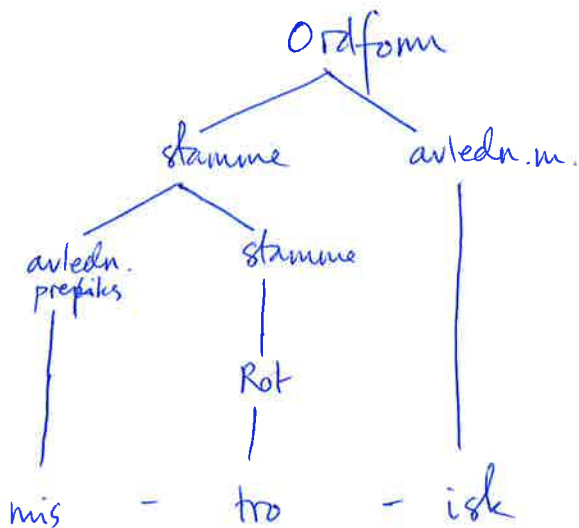 Ordform
stamme avledn.m.
avledn. stamme
prefiks
Rot
mis - tro - isk